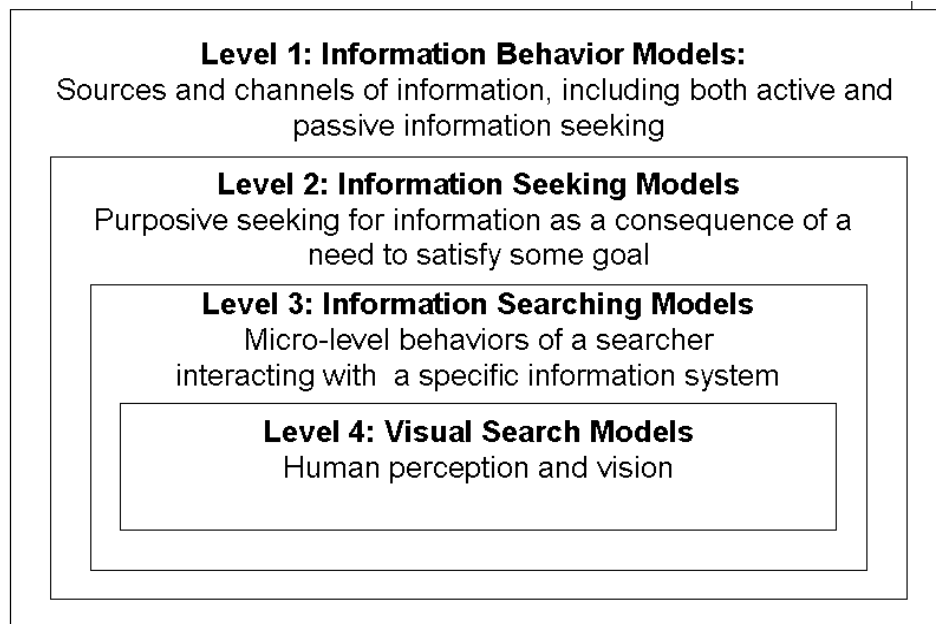 Level 1: Information Behavior Models:
Sources and channels of information, including both active and
passive information seeking
Level 2: Information Seeking Models
Purposive seeking for information as a consequence of a
need to satisfy some goal
Level 3: Information Searching Models
Micro-level behaviors of a searcher
interacting with a specific information system
Level 4: Visual Search Models
Human perception and vision